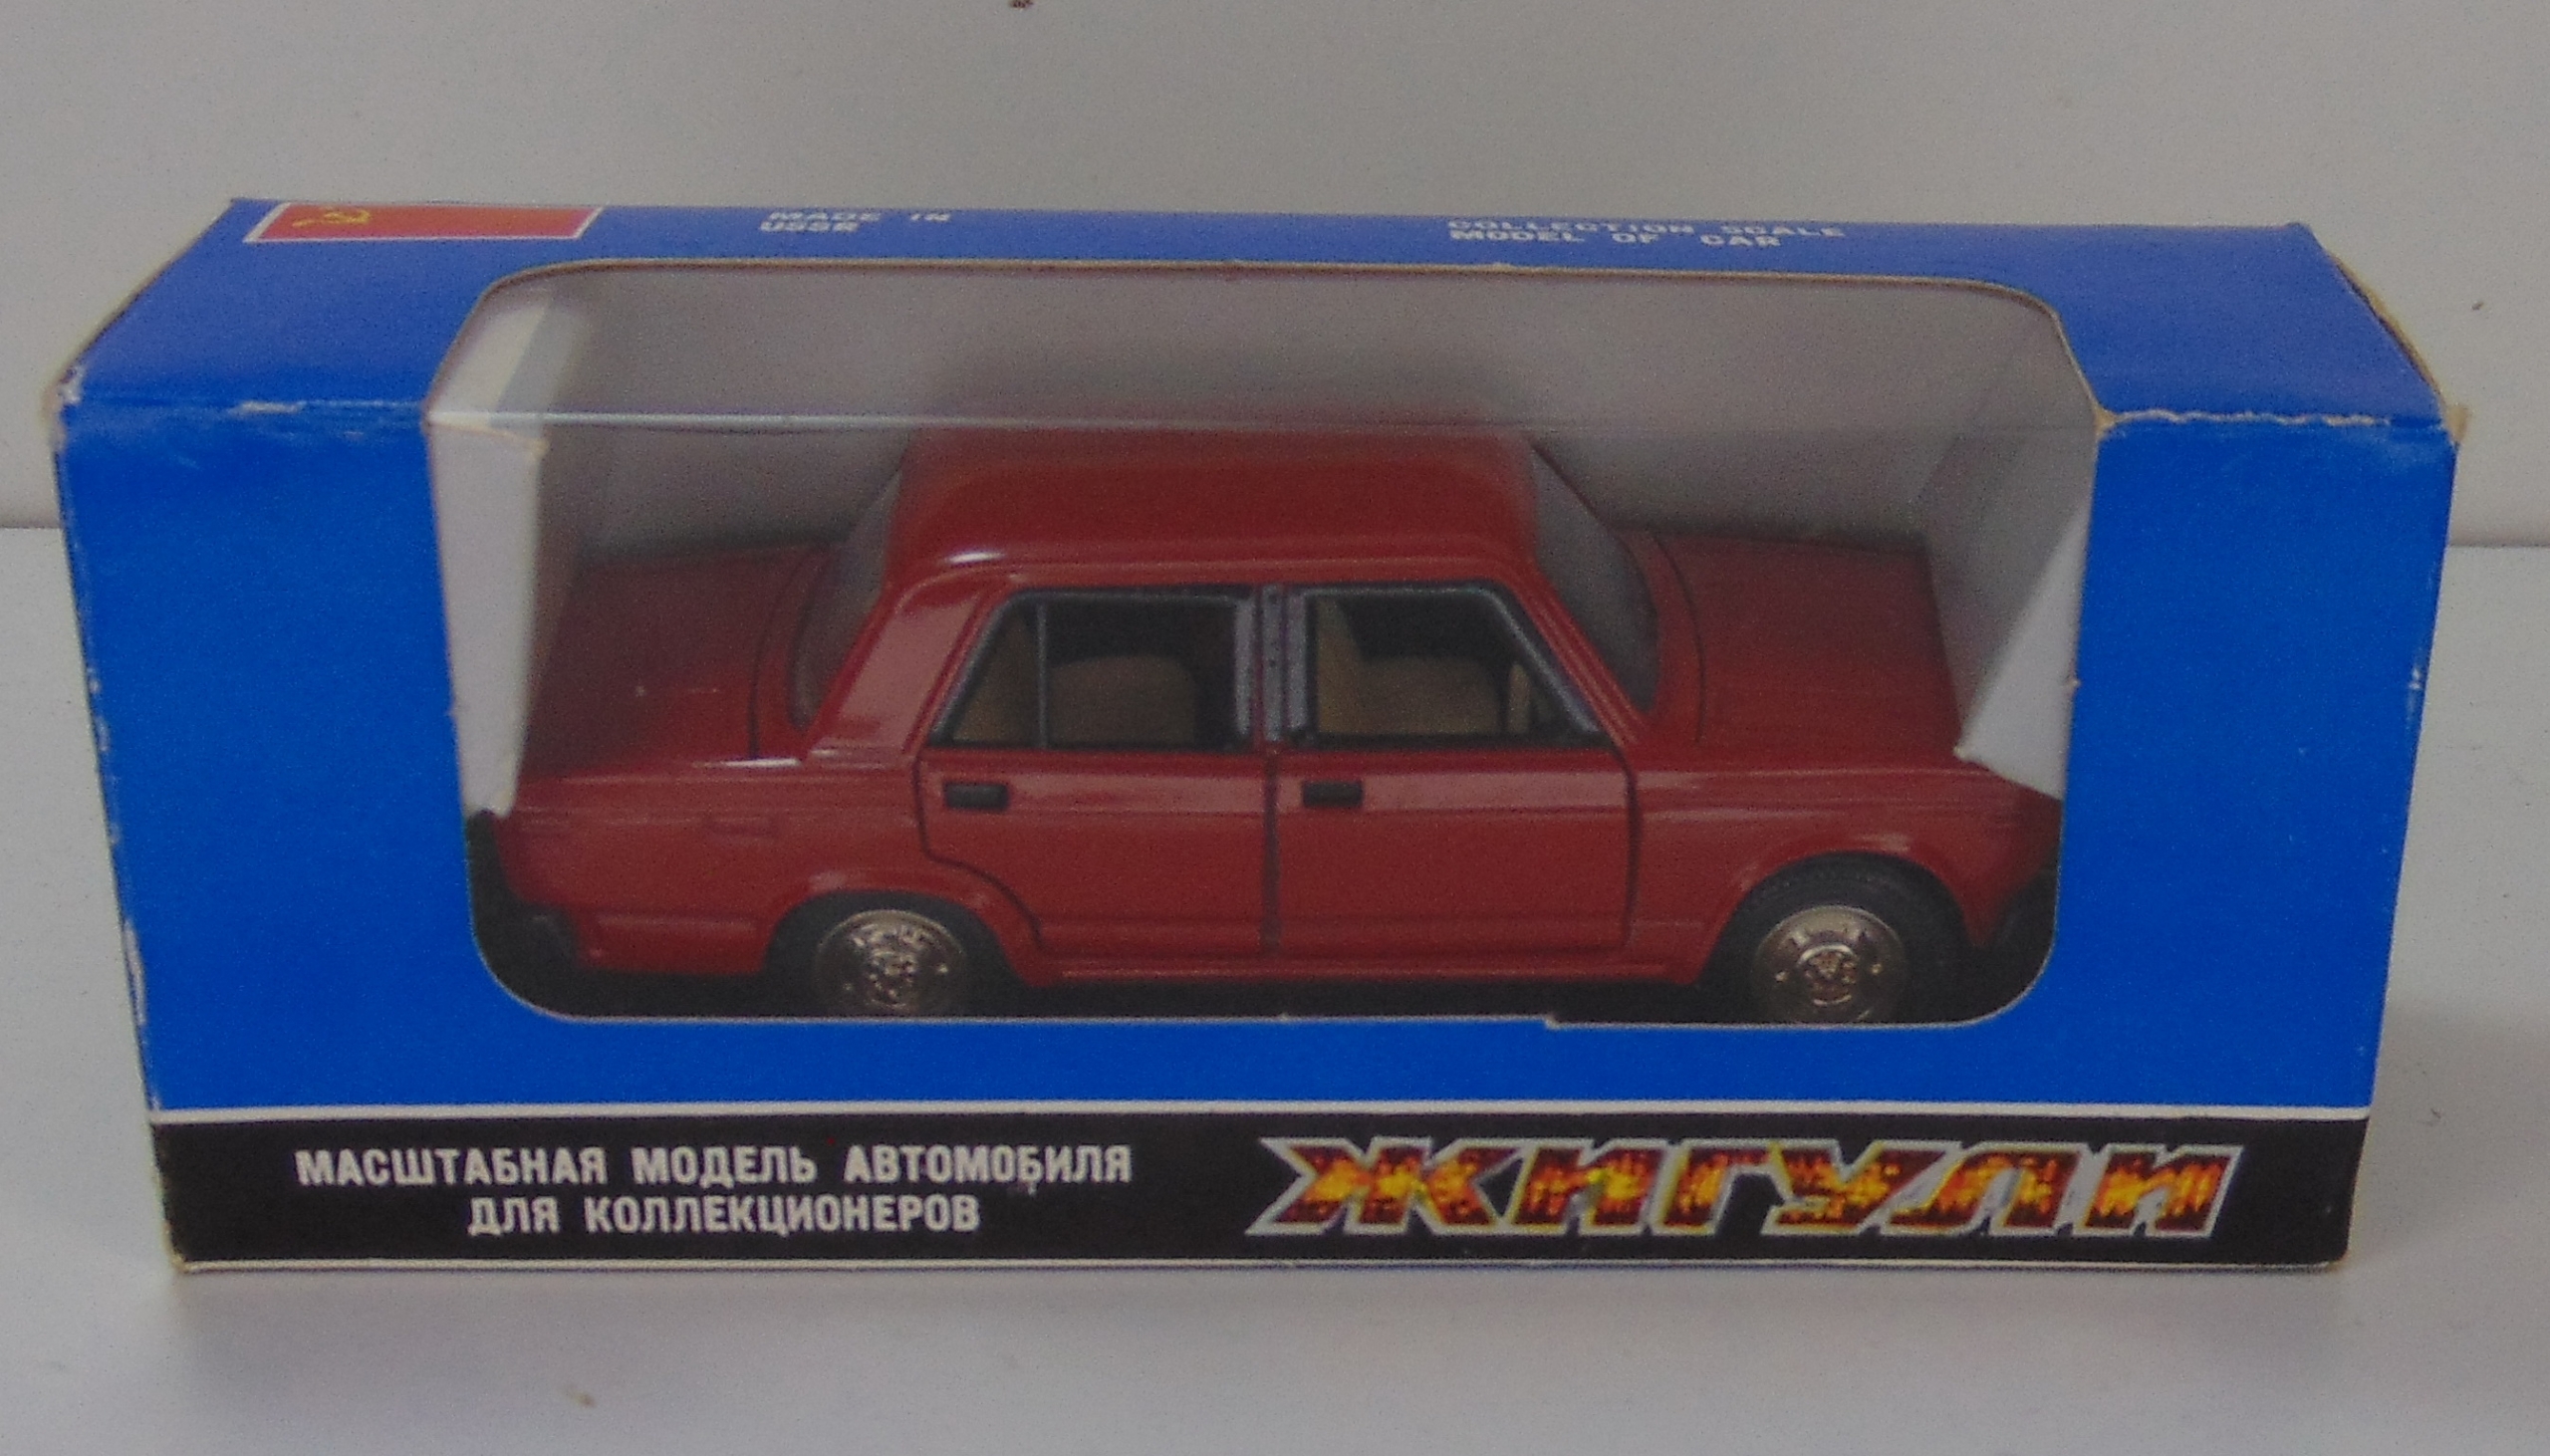 MADE IN
USSR
COLLECTION SCALE
MODEL OF CAR
МАСШТАБНАЯ МОДЕЛЬ АВТОМОБИЛЯ
ДЛЯ КОЛЛЕКЦИОНЕРОВ
ЖИГУЛИ